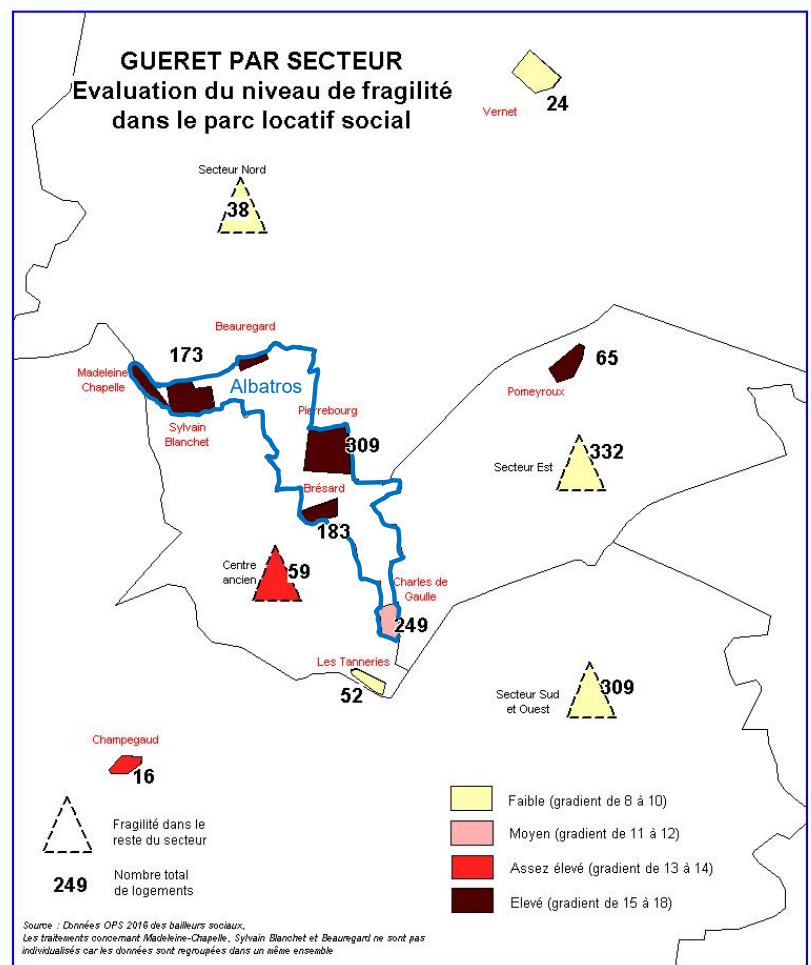 GUERET PAR SECTEUR
Evaluation du niveau de fragilité
dans le parc locatif social
Vernet
24
Secteur Nord
38
Beauregard
173
Madeleine
Chapelle
Albatros
Sylvain
Blanchet
Pierrebourg
309
65
Pomeyroux
332
Secteur Est
Brésard
183
Centre
ancien
59
Charles de
Gaulle
249
Les Tanneries
52
Secteur Sud
et Ouest
309
Champegaud
16
Fragilité dans le
reste du secteur
249
Nombre total
de logements
Faible (gradient de 8 à 10)
Moyen (gradient de 11 à 12)
Assez élevé (gradient de 13 à 14)
Elevé (gradient de 15 à 18)
Source : Données OPS 2016 des bailleurs sociaux,
Les traitements concernant Madeleine-Chapelle, Sylvain Blanchet et Beauregard ne sont pas
individualisés car les données sont regroupées dans un même ensemble